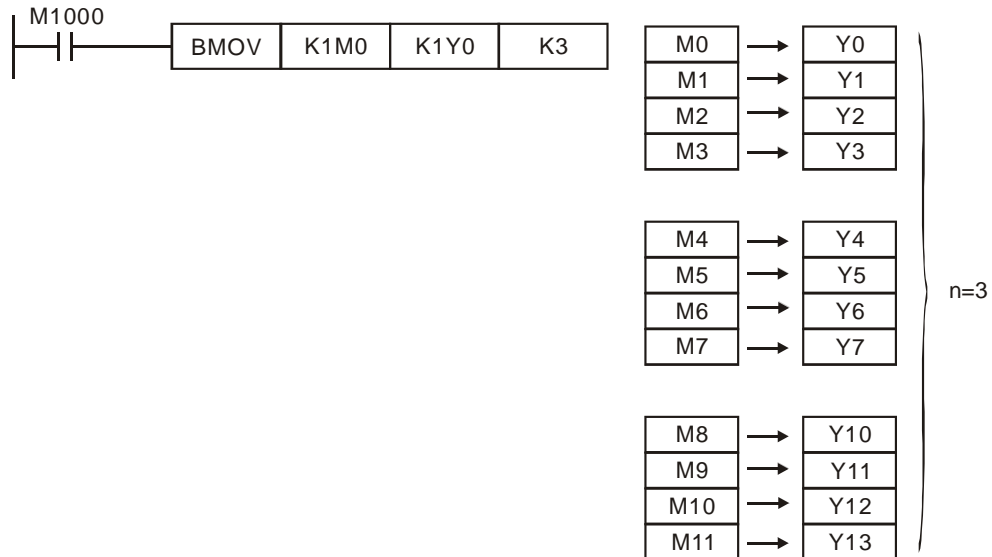 M1000
BMOV K1M0 K1Y0 K3
M0 Y0
M1 Y1
M2 Y2
M3 Y3
M4 Y4
M5 Y5
M6 Y6
M7 Y7
n=3
M8 Y10
M9 Y11
M10 Y12
M11 Y13